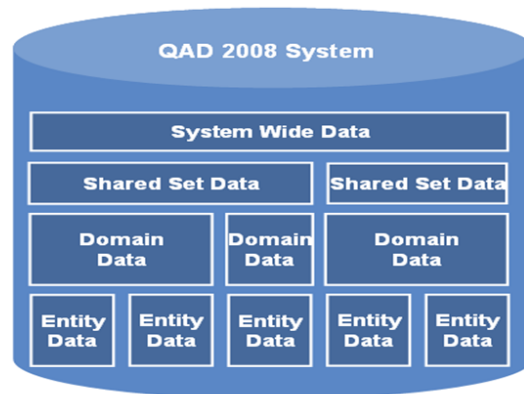 QAD 2008 System
System Wide Data
Shared Set Data
Shared Set Data
Domain
Data
Domain
Data
Domain
Data
Entity
Data
Entity
Data
Entity
Data
Entity
Data
Entity
Data